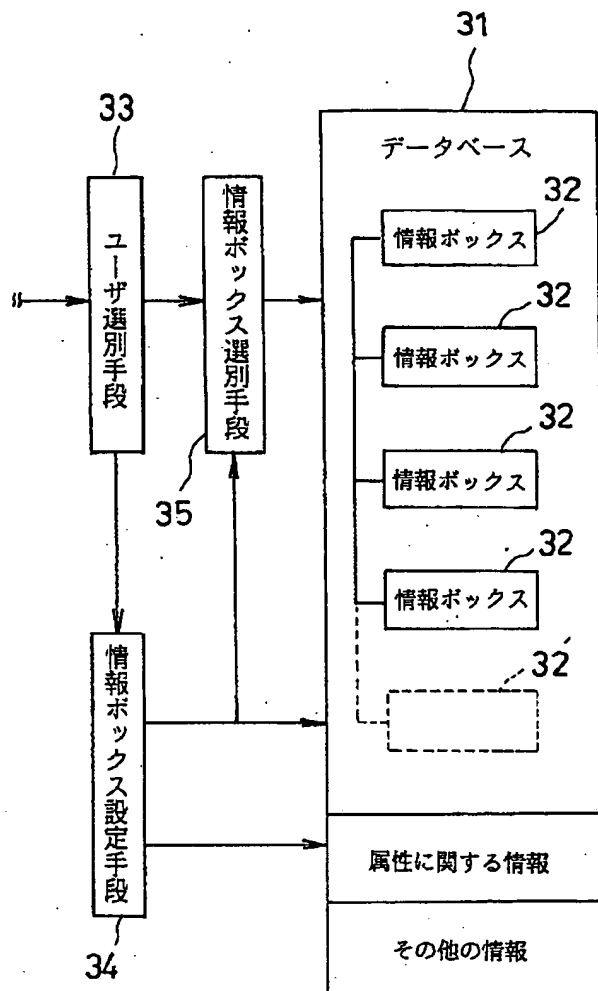 31
33
データベース
ユーザ選別手段
情報ボックス選別手段
32
情報ボックス
32
情報ボックス
32
情報ボックス
35
32
情報ボックス
32'
情報ボックス設定手段
属性に関する情報
34
その他の情報